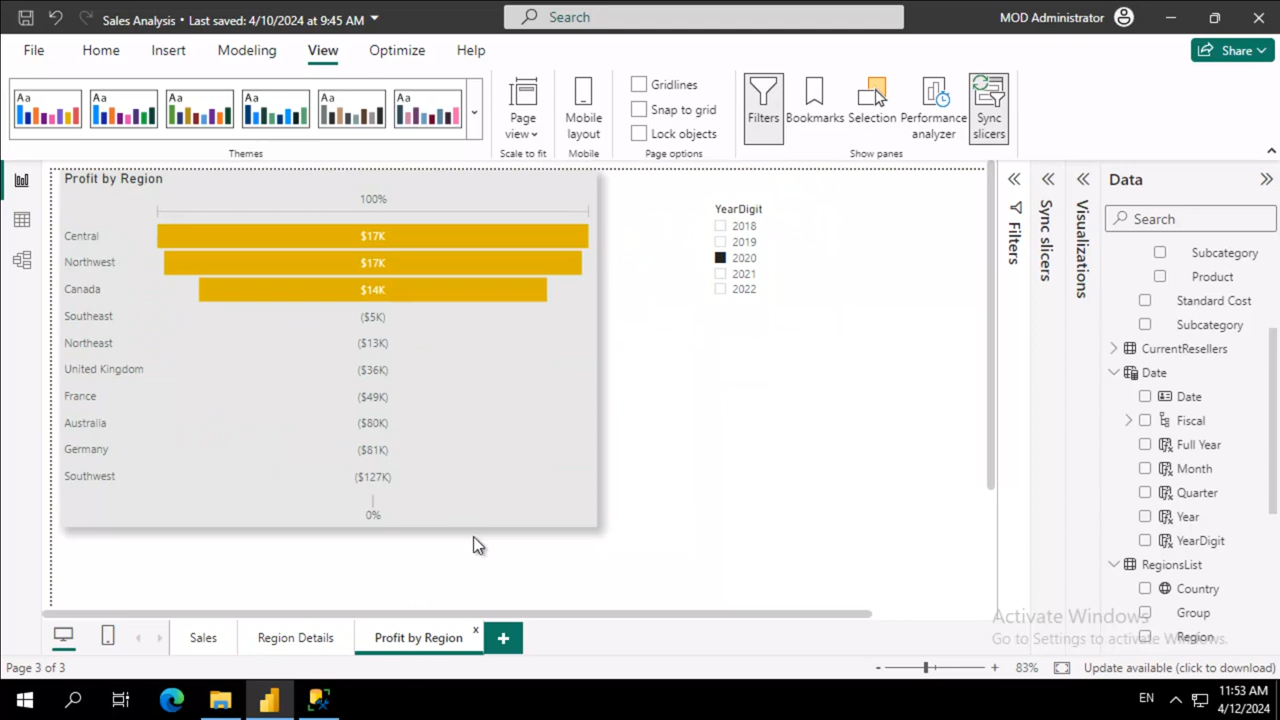 Sales Analysis • Last saved: 4/10/2024 at 9:45 AM
Search
MOD Administrator
File
Home
Insert
Modeling
View
Optimize
Help
Share
Aa
Aa
Aa
Aa
Aa
Aa
Page view
Mobile layout
Gridlines
Snap to grid
Lock objects
Filters
Bookmarks
Selection
Performance analyzer
Sync slicers
Themes
Scale to fit
Mobile
Page options
Show panes
Profit by Region
100%
Central $17K
Northwest $17K
Canada $14K
Southeast ($5K)
Northeast ($13K)
United Kingdom ($36K)
France ($49K)
Australia ($80K)
Germany ($81K)
Southwest ($127K)
0%
YearDigit
2018
2019
2020
2021
2022
Filters
Sync slicers
Visualizations
Data
Search
Subcategory
Product
Standard Cost
Subcategory
CurrentResellers
Date
Date
Fiscal
Full Year
Month
Quarter
Year
YearDigit
RegionsList
Country
Group
Region
Activate Windows
Go to Settings to activate Windows.
Sales
Region Details
Profit by Region
x
+
Page 3 of 3
- + 83%
Update available (click to download)
EN
11:53 AM
4/12/2024